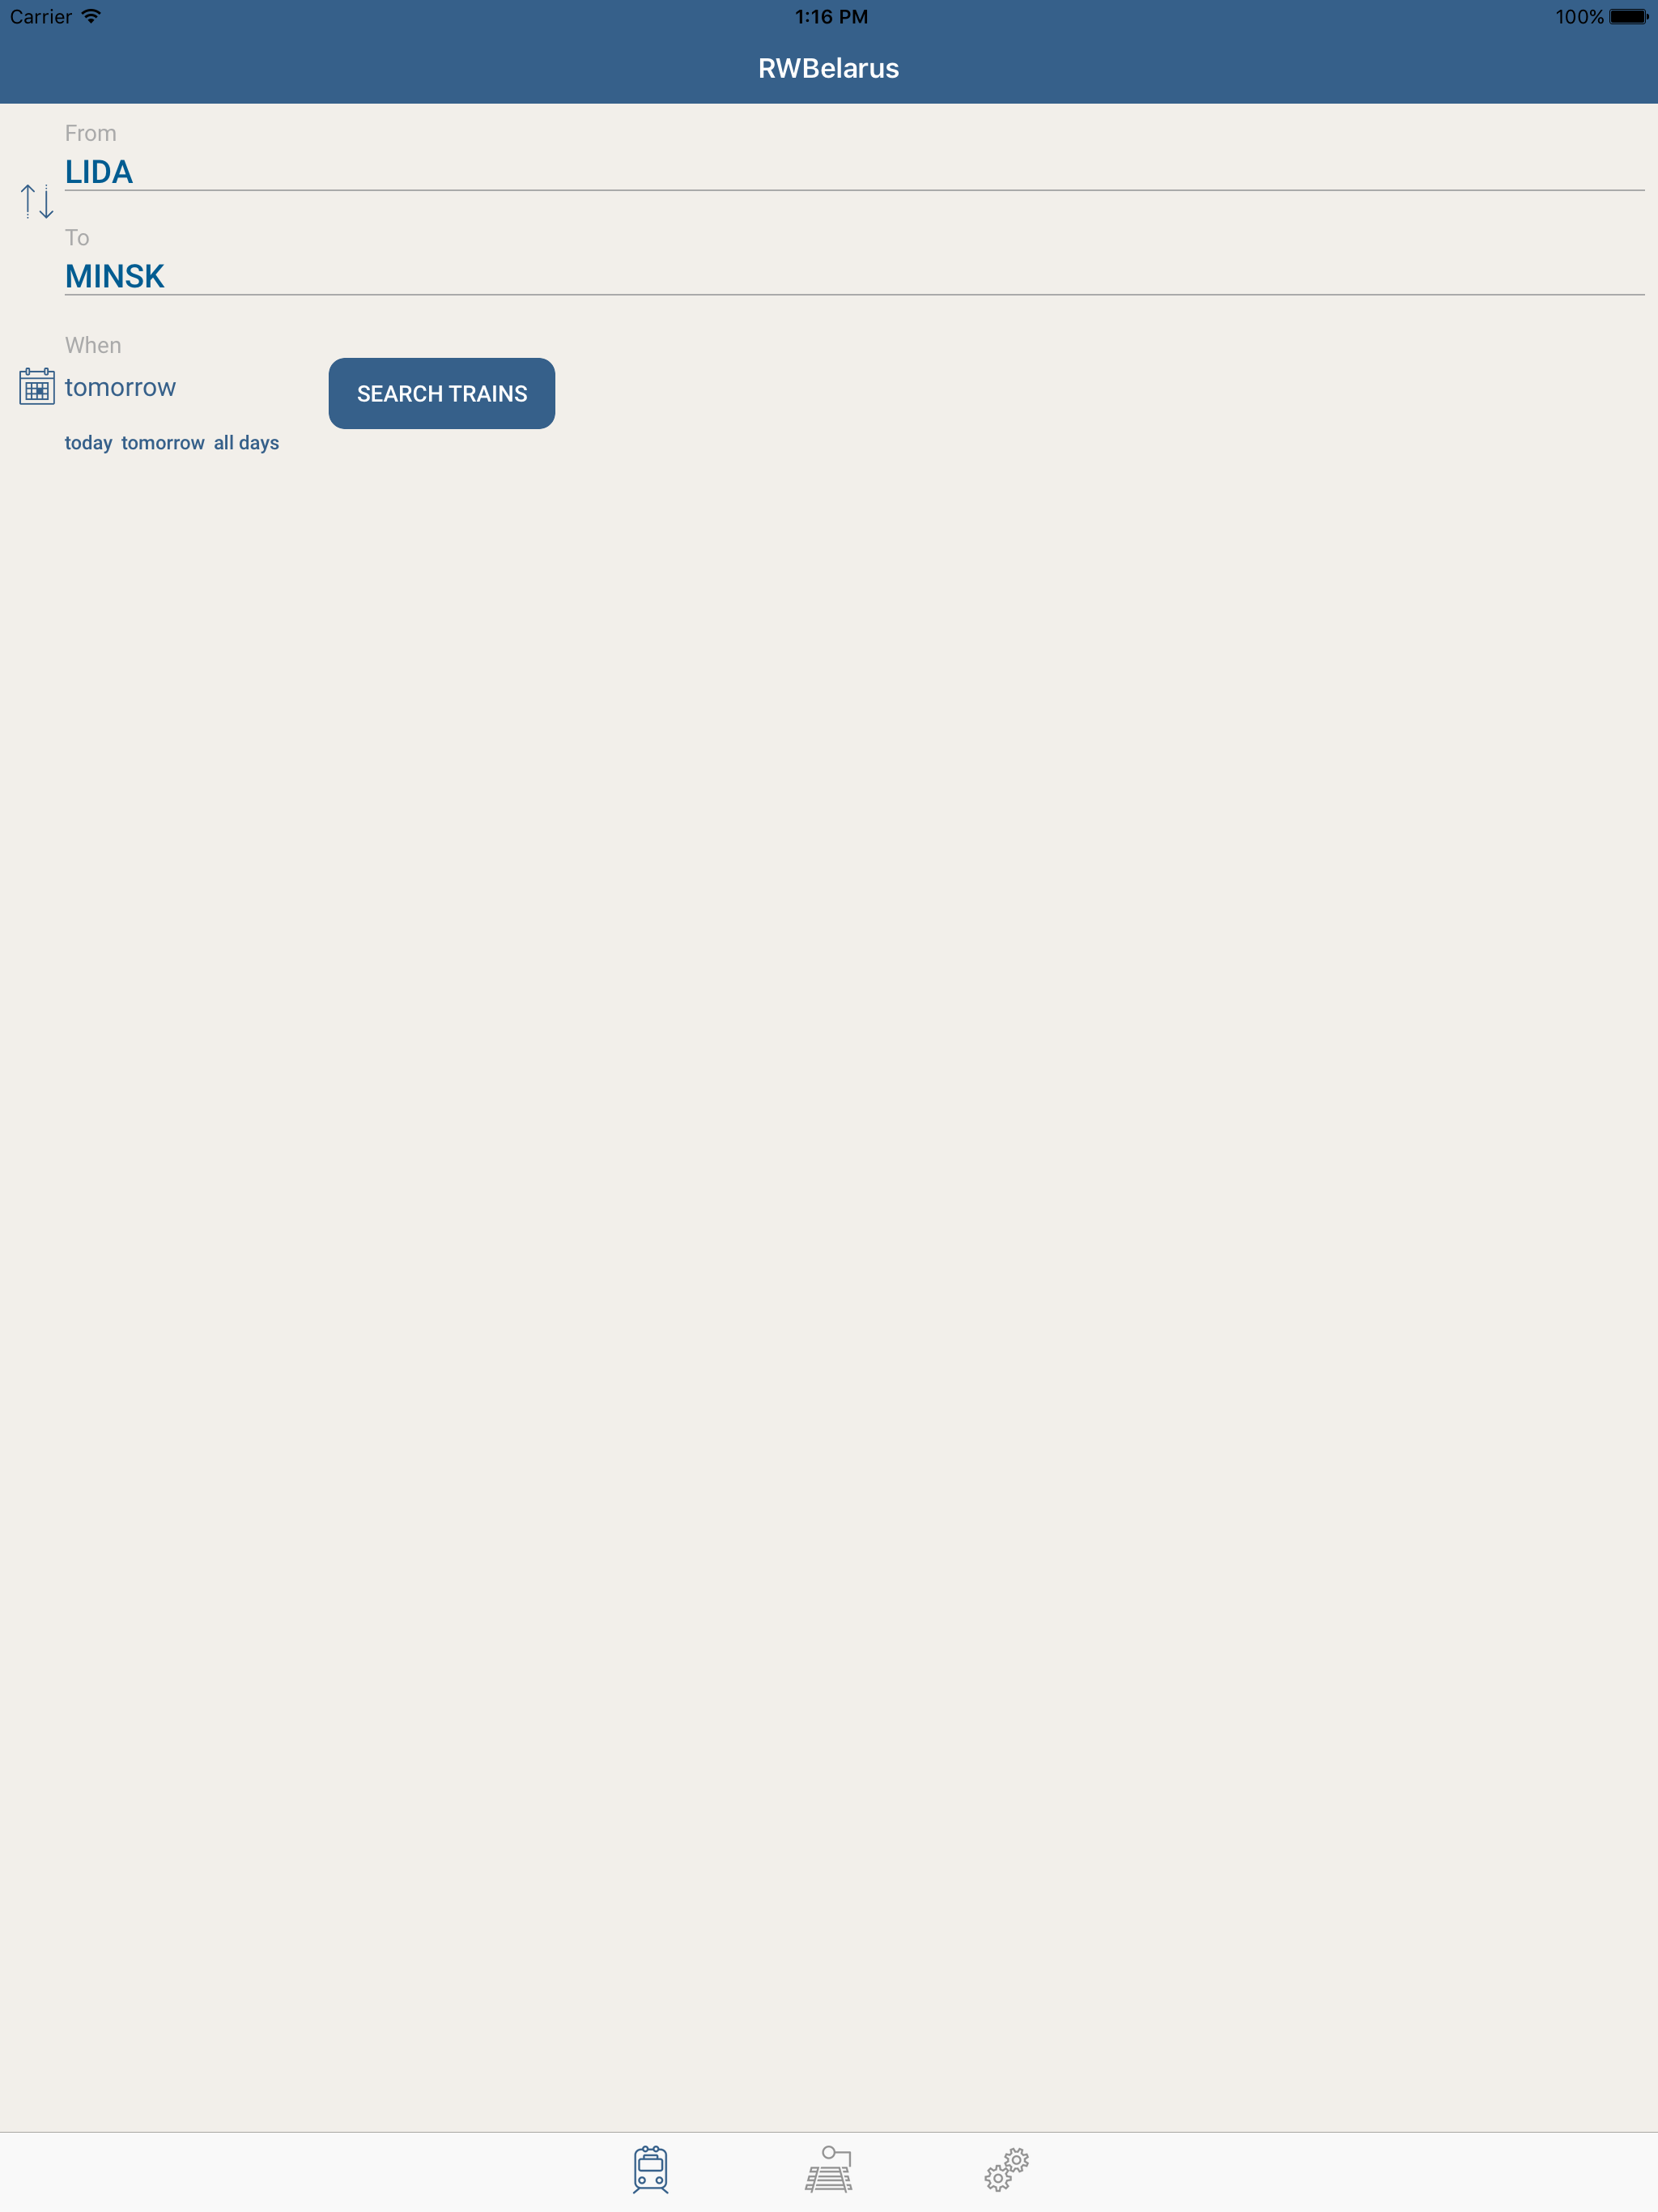 Carrier 1:16 PM 100%
RWBelarus
From
LIDA
To
MINSK
When
tomorrow
SEARCH TRAINS
today tomorrow all days